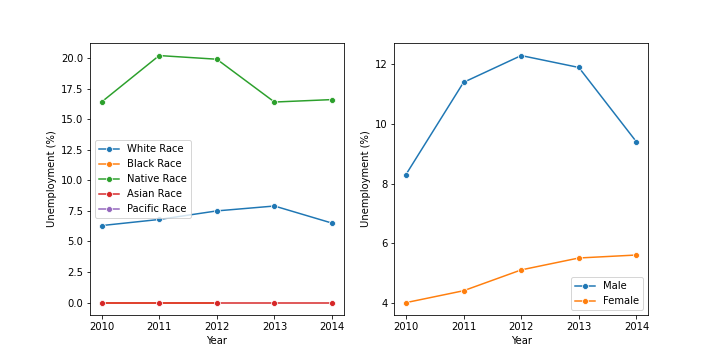 20.0
17.5
15.0
12.5
10.0
7.5
5.0
2.5
0.0
Unemployment (%)
White Race
Black Race
Native Race
Asian Race
Pacific Race
2010 2011 2012 2013 2014
Year
12
10
8
6
4
Unemployment (%)
Male
Female
2010 2011 2012 2013 2014
Year